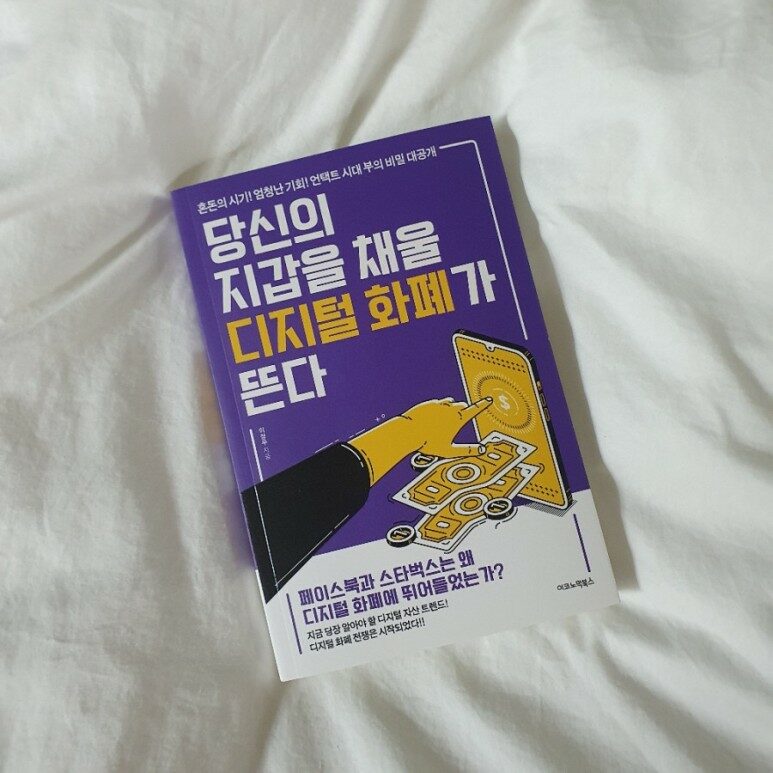 혼돈의 시기! 엄청난 기회! 언택트 시대 부의 비밀 대공개
당신의
지갑을 채울
디지털 화폐가
뜬다
지음
페이스북과 스타벅스는 왜
디지털 화폐에 뛰어들었는가?
지금 당장 알아야 할 디지털 자산 트렌드!
디지털 화폐 전쟁은 시작되었다!!
이코노믹북스
$